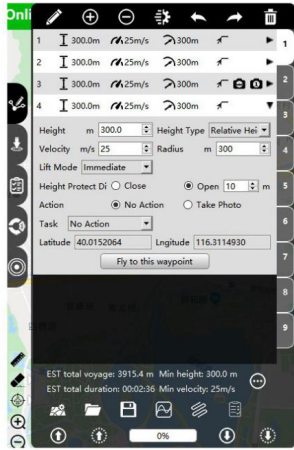 Onli
1 300.0m 25m/s 300m
2 300.0m 25m/s 300m
3 300.0m 25m/s 300m
4 300.0m 25m/s 300m
Height m 300.0 Height Type Relative Hei
Velocity m/s 25 Radius m 300
Lift Mode Immediate
Height Protect Di Close Open 10 m
Action No Action Take Photo
Task No Action
Latitude 40.0152064 Lngitude 116.3114930
Fly to this waypoint
1
2
3
4
5
6
7
8
9
EST total voyage: 3915.4 m Min height: 300.0 m
EST total duration: 00:02:36 Min velocity: 25m/s
0%